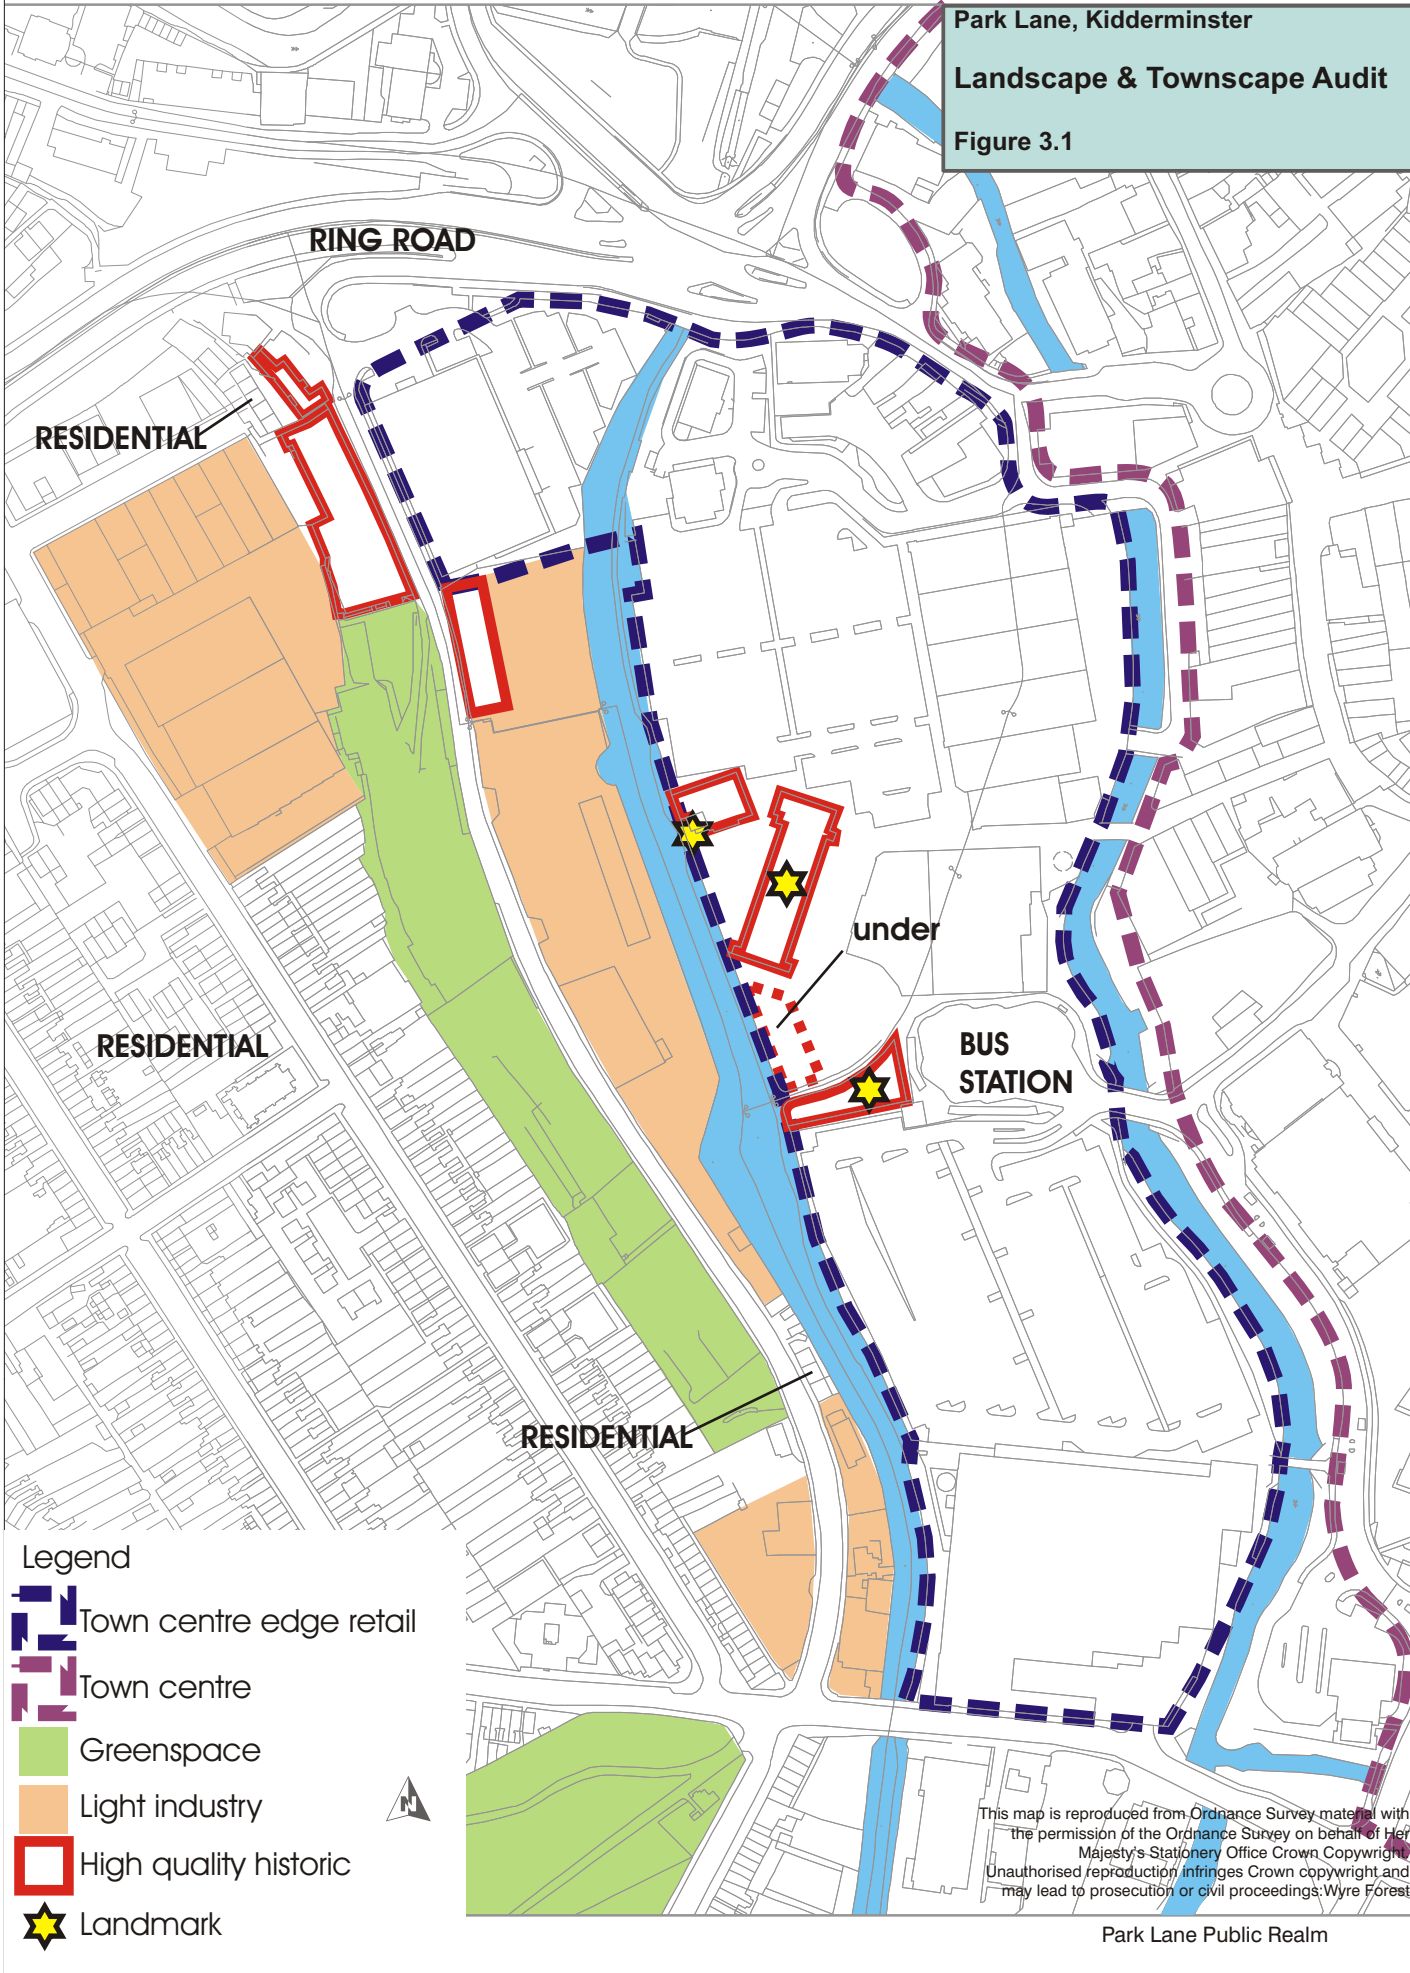 Park Lane, Kidderminster
Landscape & Townscape Audit
Figure 3.1
RING ROAD
RESIDENTIAL
under
BUS
STATION
RESIDENTIAL
RESIDENTIAL
Legend
Town centre edge retail
Town centre
Greenspace
Light industry
N
High quality historic
Landmark
This map is reproduced from Ordnance Survey material with
the permission of the Ordnance Survey on behalf of Her
Majesty's Stationery Office Crown Copywright.
Unauthorised reproduction infringes Crown copywright and
may lead to prosecution or civil proceedings:Wyre Forest
Park Lane Public Realm